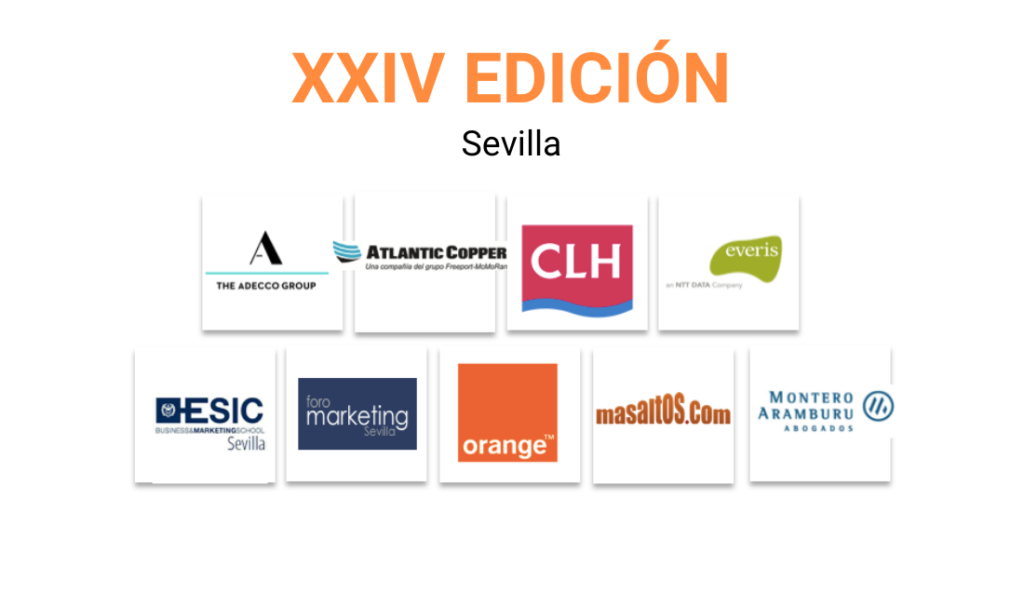 XXIV EDICIÓN
Sevilla
A
THE ADECCO GROUP
ATLANTIC COPPER
Una compañía del grupo Freeport-McMoRan
CLH
everis
an NTT DATA Company
ESIC
BUSINESS&MARKETINGSCHOOL
Sevilla
foro
marketing
Sevilla
orange™
masaltos.com
MONTERO
ARAMBURU
ABOGADOS